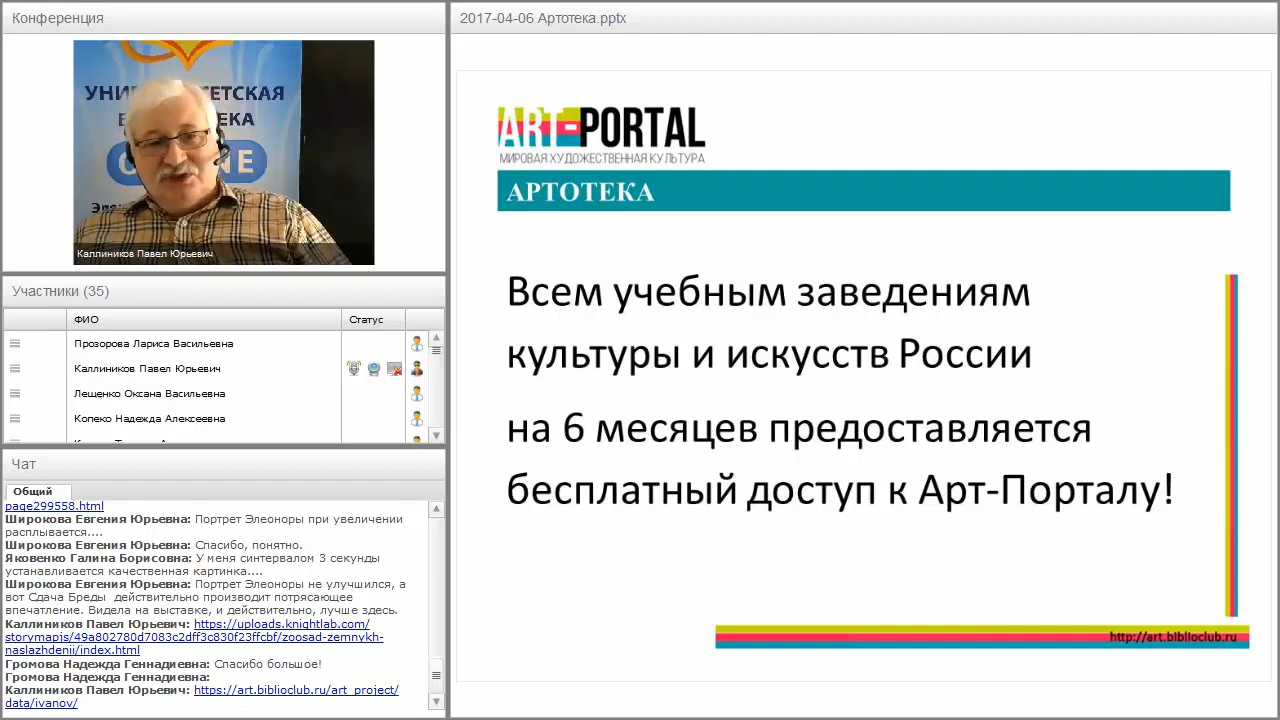 Конференция
УНИ
ТЕТСКАЯ
ЕКА
NE
Каллиников Павел Юрьевич
Участники (35)
ФИО
Статус
Прозорова Лариса Васильевна
Каллиников Павел Юрьевич
Лещенко Оксана Васильевна
Копеко Надежда Алексеевна
Чат
Общий
page299558.html
Широкова Евгения Юрьевна: Портрет Элеоноры при увеличении
расплывается....
Широкова Евгения Юрьевна: Спасибо, понятно.
Яковенко Галина Борисовна: У меня синтервалом 3 секунды
устанавливается качественная картинка....
Широкова Евгения Юрьевна: Портрет Элеоноры не улучшился, а
вот Сдача Бреды действительно производит потрясающее
впечатление. Видела на выставке, и действительно, лучше здесь.
Каллиников Павел Юрьевич: https://uploads.knightlab.com/
storymapjs/49a802780d7083c2dff3c830f23ffcbf/zoosad-zemnykh-
naslazhdenii/index.html
Громова Надежда Геннадиевна: Спасибо большое!
Громова Надежда Геннадиевна:
Каллиников Павел Юрьевич: https://art.biblioclub.ru/art_project/
data/ivanov/
2017-04-06 Артотека.pptx
ART-PORTAL
МИРОВАЯ ХУДОЖЕСТВЕННАЯ КУЛЬТУРА
АРТОТЕКА
Всем учебным заведениям
культуры и искусств России
на 6 месяцев предоставляется
бесплатный доступ к Арт-Порталу!
http://art.biblioclub.ru